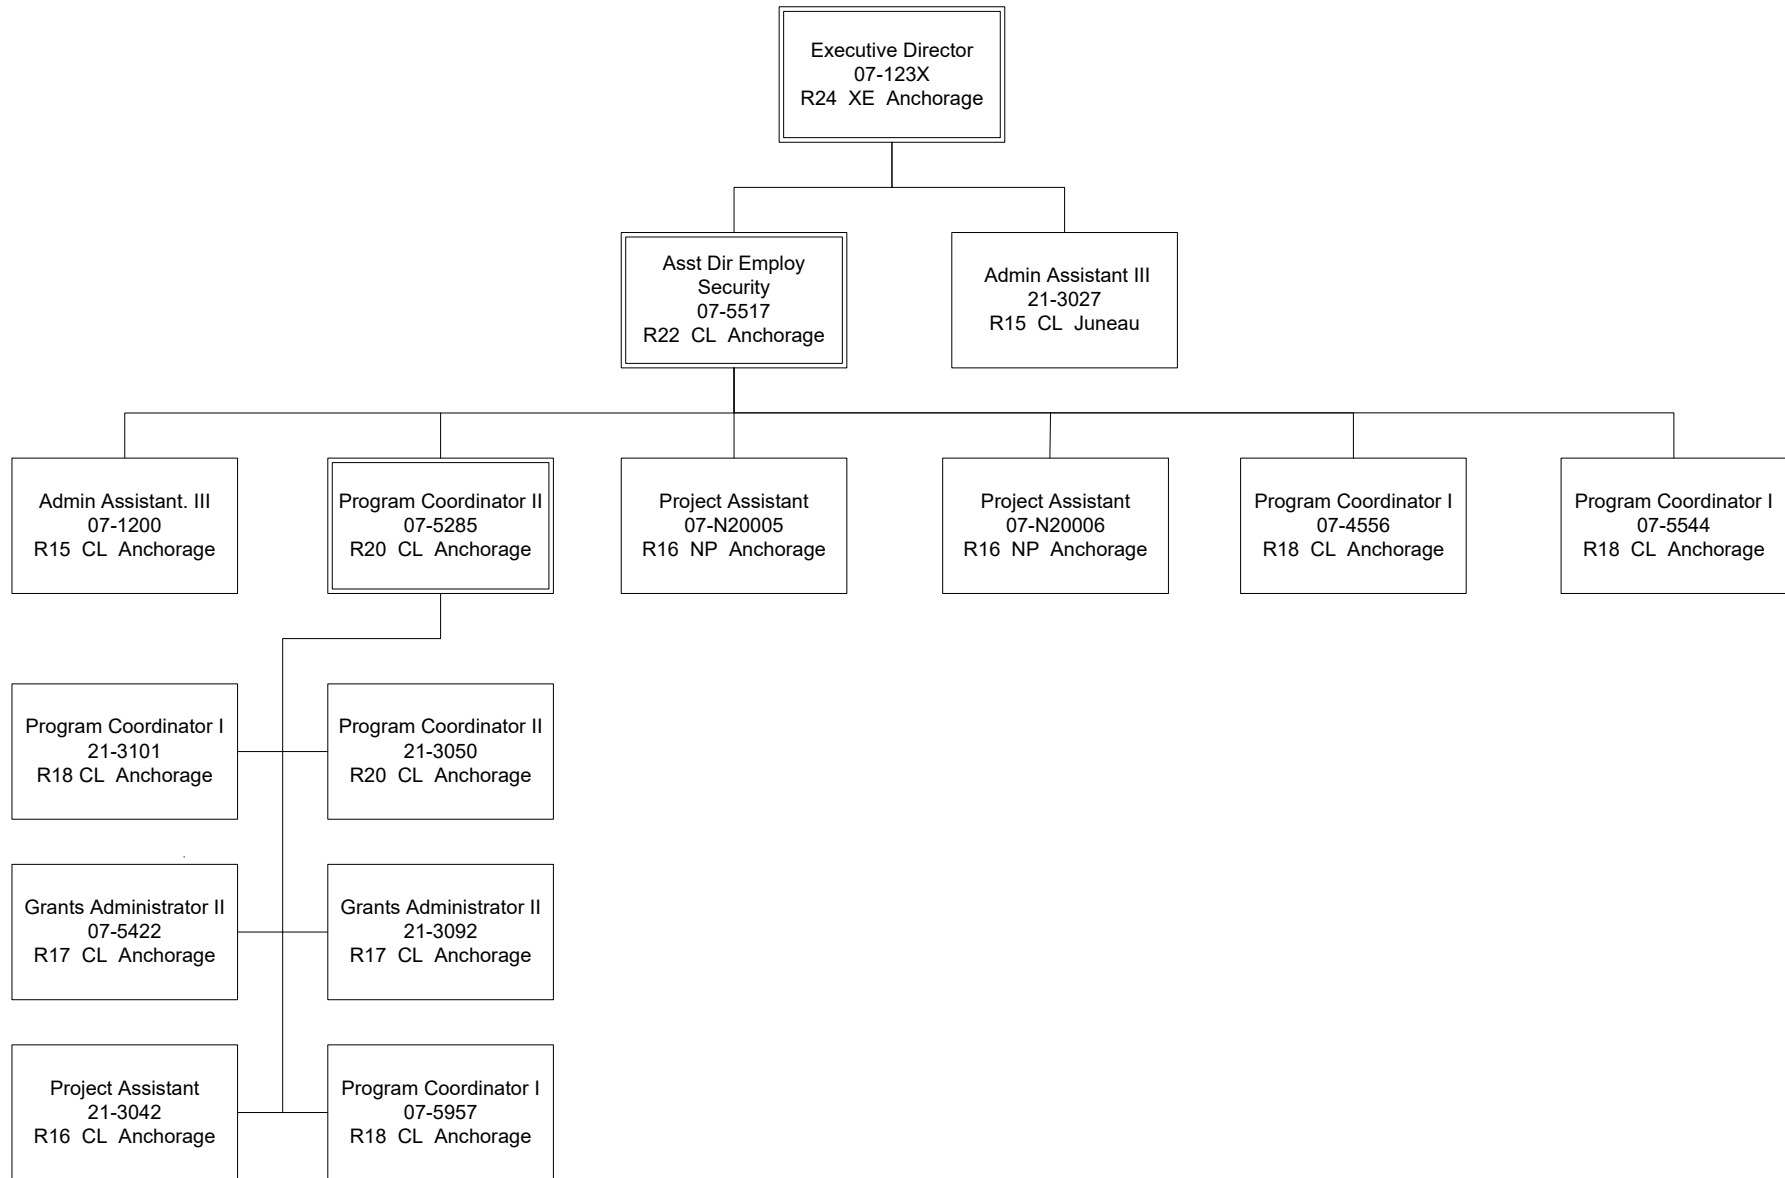 Executive Director
07-123X
R24 XE Anchorage
Asst Dir Employ
Security
07-5517
R22 CL Anchorage
Admin Assistant III
21-3027
R15 CL Juneau
Admin Assistant. III
07-1200
R15 CL Anchorage
Program Coordinator II
07-5285
R20 CL Anchorage
Project Assistant
07-N20005
R16 NP Anchorage
Project Assistant
07-N20006
R16 NP Anchorage
Program Coordinator I
07-4556
R18 CL Anchorage
Program Coordinator I
07-5544
R18 CL Anchorage
Program Coordinator I
21-3101
R18 CL Anchorage
Program Coordinator II
21-3050
R20 CL Anchorage
Grants Administrator II
07-5422
R17 CL Anchorage
Grants Administrator II
21-3092
R17 CL Anchorage
Project Assistant
21-3042
R16 CL Anchorage
Program Coordinator I
07-5957
R18 CL Anchorage